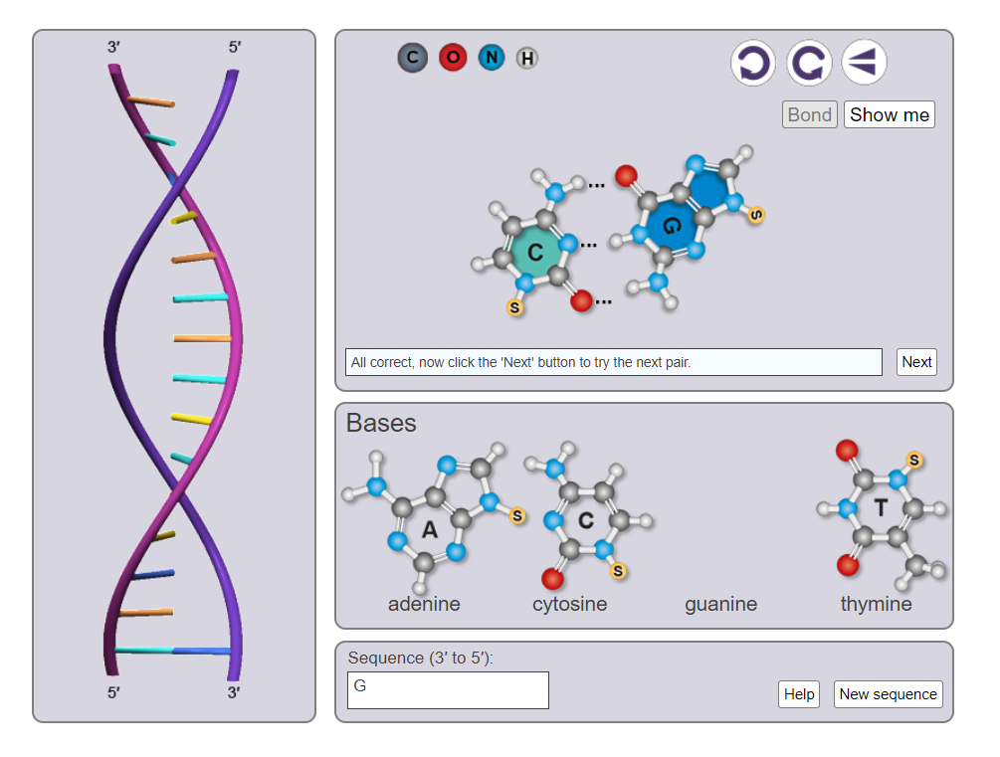 3′ 5′
5′ 3′
C O N H
Bond Show me
C G S S
...
...
...
All correct, now click the 'Next' button to try the next pair.
Next
Bases
A S C S T S
adenine cytosine guanine thymine
Sequence (3′ to 5′):
G
Help New sequence